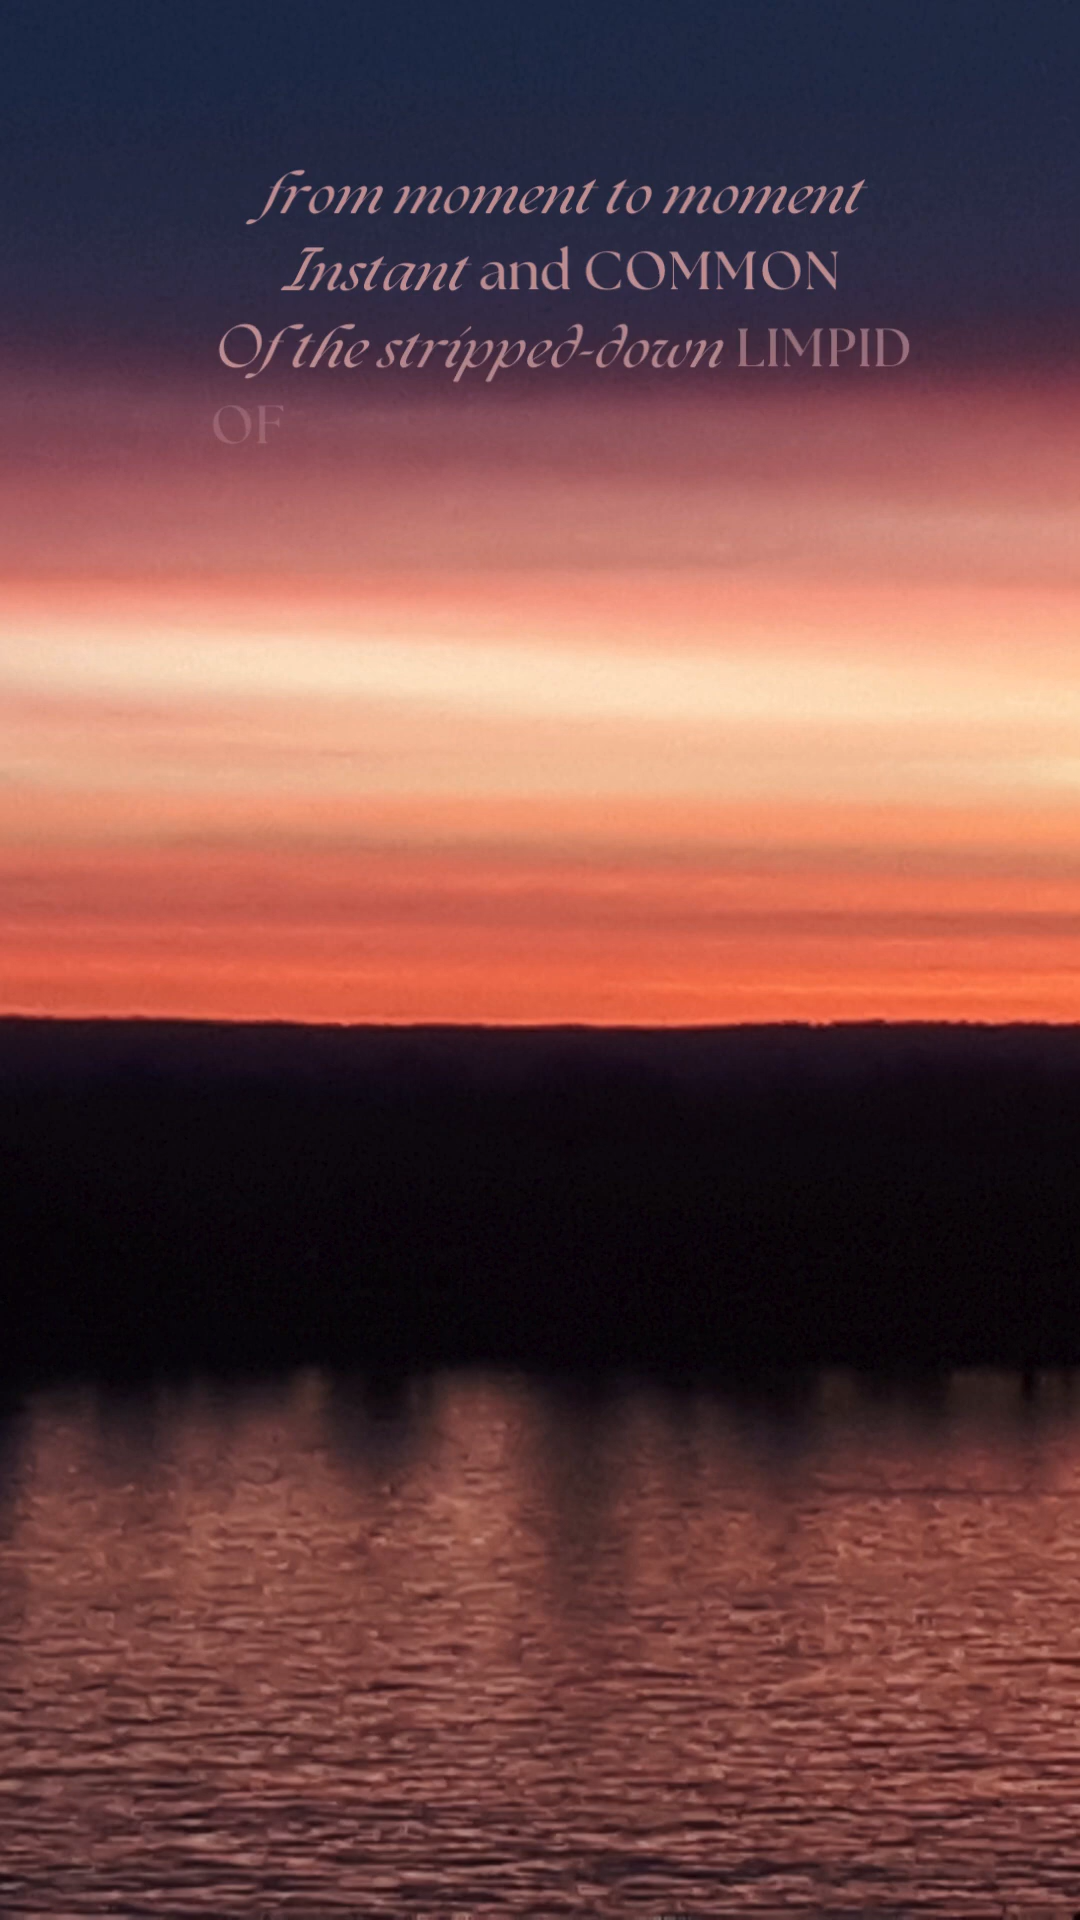 from moment to moment
Instant and COMMON
Of the stripped-down LIMPID
OF